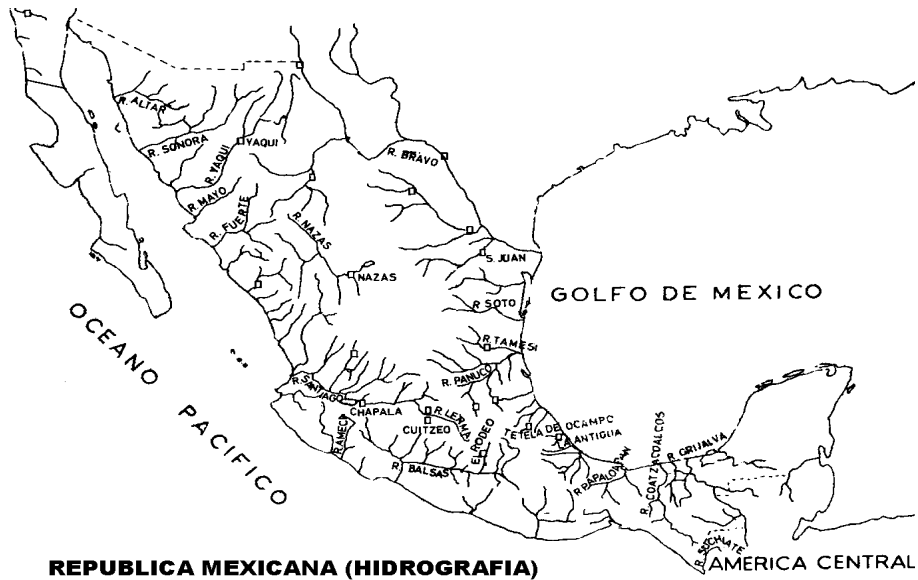 R. ALTAR
R. SONORA
YAQUI
R. YAQUI
R. BRAVO
R. MAYO
R. FUERTE
R. NAZAS
S. JUAN
NAZAS
R. SOTO
GOLFO DE MEXICO
OCEANO
PACIFICO
R. TAMESI
R. PANUCO
R. SANTIAGO
CHAPALA
R. LERMA
CUITZEO
R. AMECA
EL RODEO
ETELA DE OCAMPO
LA ANTIGUA
R. BALSAS
R. PAPALOAPAN
R. COATZACOALCOS
R. GRIJALVA
R. SUCHIATE
AMERICA CENTRAL
REPUBLICA MEXICANA (HIDROGRAFIA)